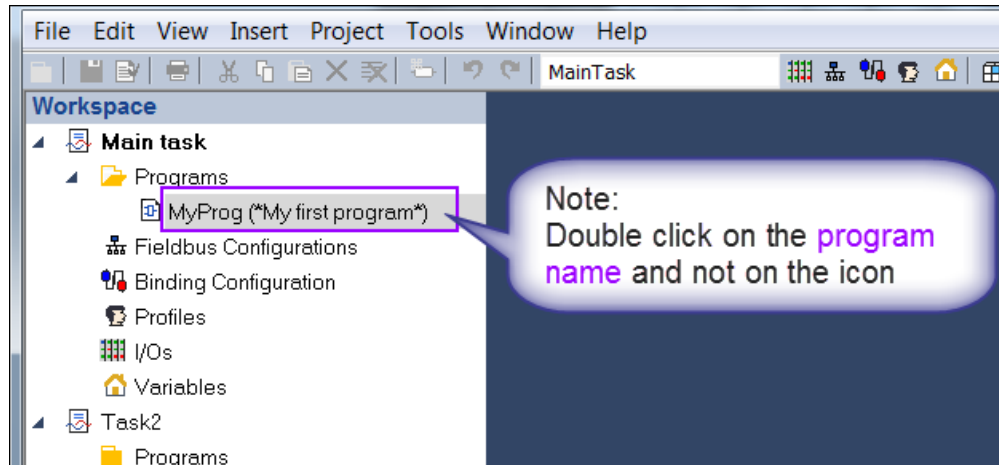 File Edit View Insert Project Tools Window Help
MainTask
Workspace
Main task
Programs
MyProg (*My first program*)
Fieldbus Configurations
Binding Configuration
Profiles
I/Os
Variables
Task2
Programs
Note:
Double click on the program
name and not on the icon